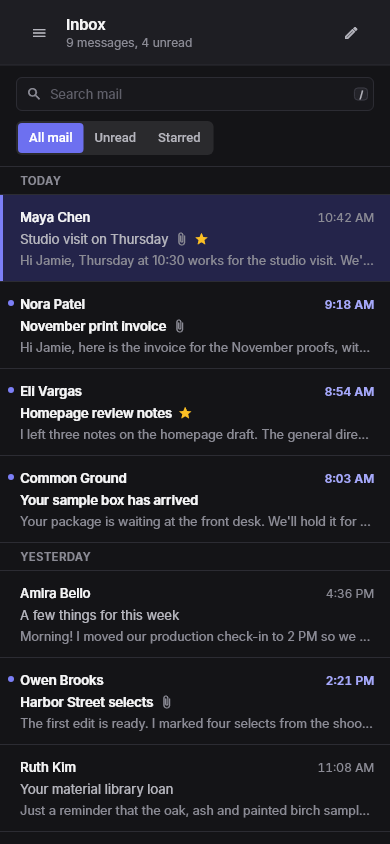 Inbox
9 messages, 4 unread
Search mail
/
All mail
Unread
Starred
TODAY
Maya Chen
10:42 AM
Studio visit on Thursday
Hi Jamie, Thursday at 10:30 works for the studio visit. We'...
Nora Patel
9:18 AM
November print invoice
Hi Jamie, here is the invoice for the November proofs, wit...
Eli Vargas
8:54 AM
Homepage review notes
I left three notes on the homepage draft. The general dire...
Common Ground
8:03 AM
Your sample box has arrived
Your package is waiting at the front desk. We'll hold it for ...
YESTERDAY
Amira Bello
4:36 PM
A few things for this week
Morning! I moved our production check-in to 2 PM so we ...
Owen Brooks
2:21 PM
Harbor Street selects
The first edit is ready. I marked four selects from the shoo...
Ruth Kim
11:08 AM
Your material library loan
Just a reminder that the oak, ash and painted birch sampl...